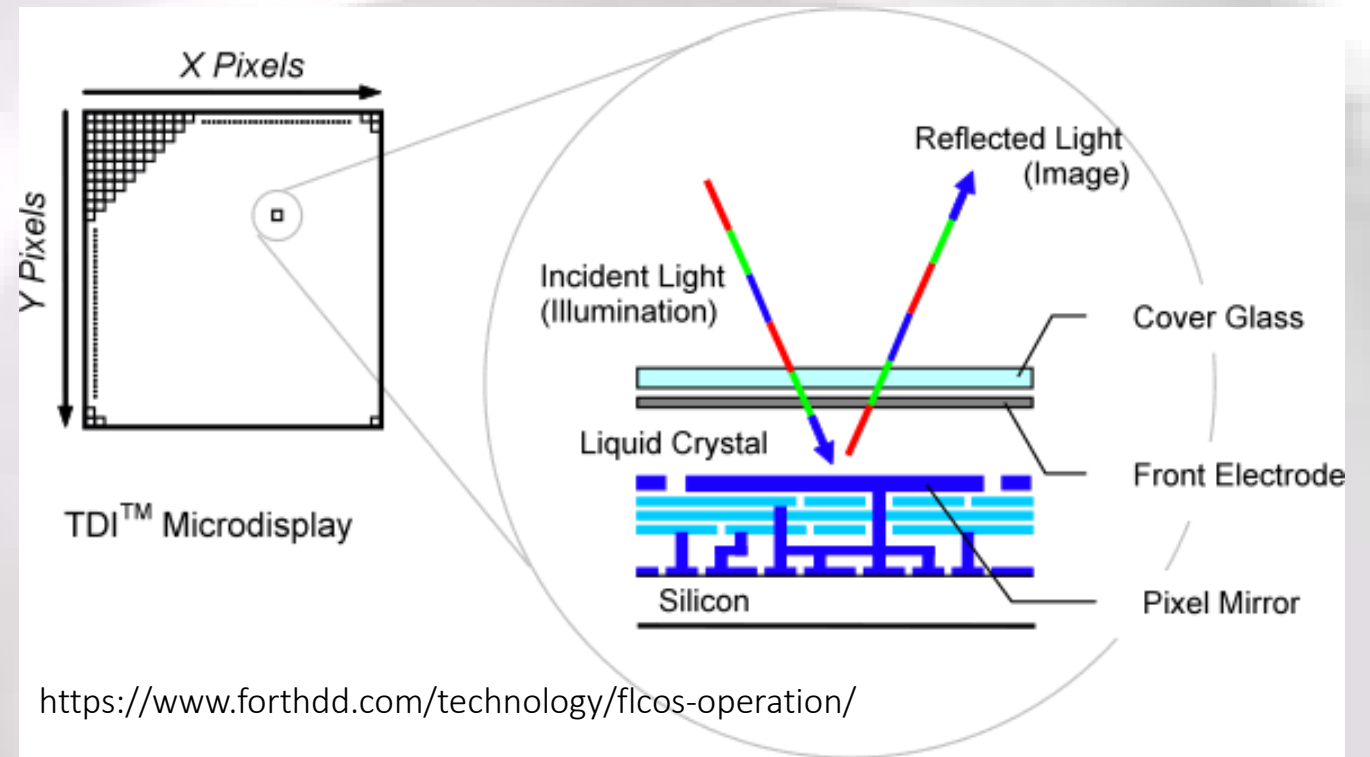 X Pixels
Y Pixels
TDI™ Microdisplay
Incident Light
(Illumination)
Reflected Light
(Image)
Cover Glass
Liquid Crystal
Front Electrode
Silicon
Pixel Mirror
https://www.forthdd.com/technology/flcos-operation/